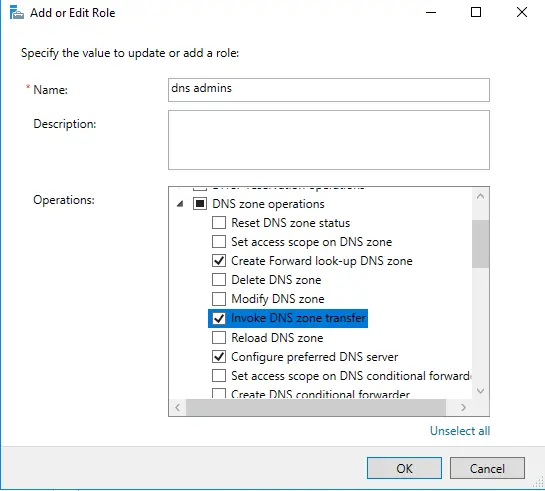 Add or Edit Role
Specify the value to update or add a role:
* Name:
dns admins
Description:
Operations:
DNS zone operations
Reset DNS zone status
Set access scope on DNS zone
Create Forward look-up DNS zone
Delete DNS zone
Modify DNS zone
Invoke DNS zone transfer
Reload DNS zone
Configure preferred DNS server
Set access scope on DNS conditional forwarde
Create DNS conditional forwarder
Unselect all
OK
Cancel